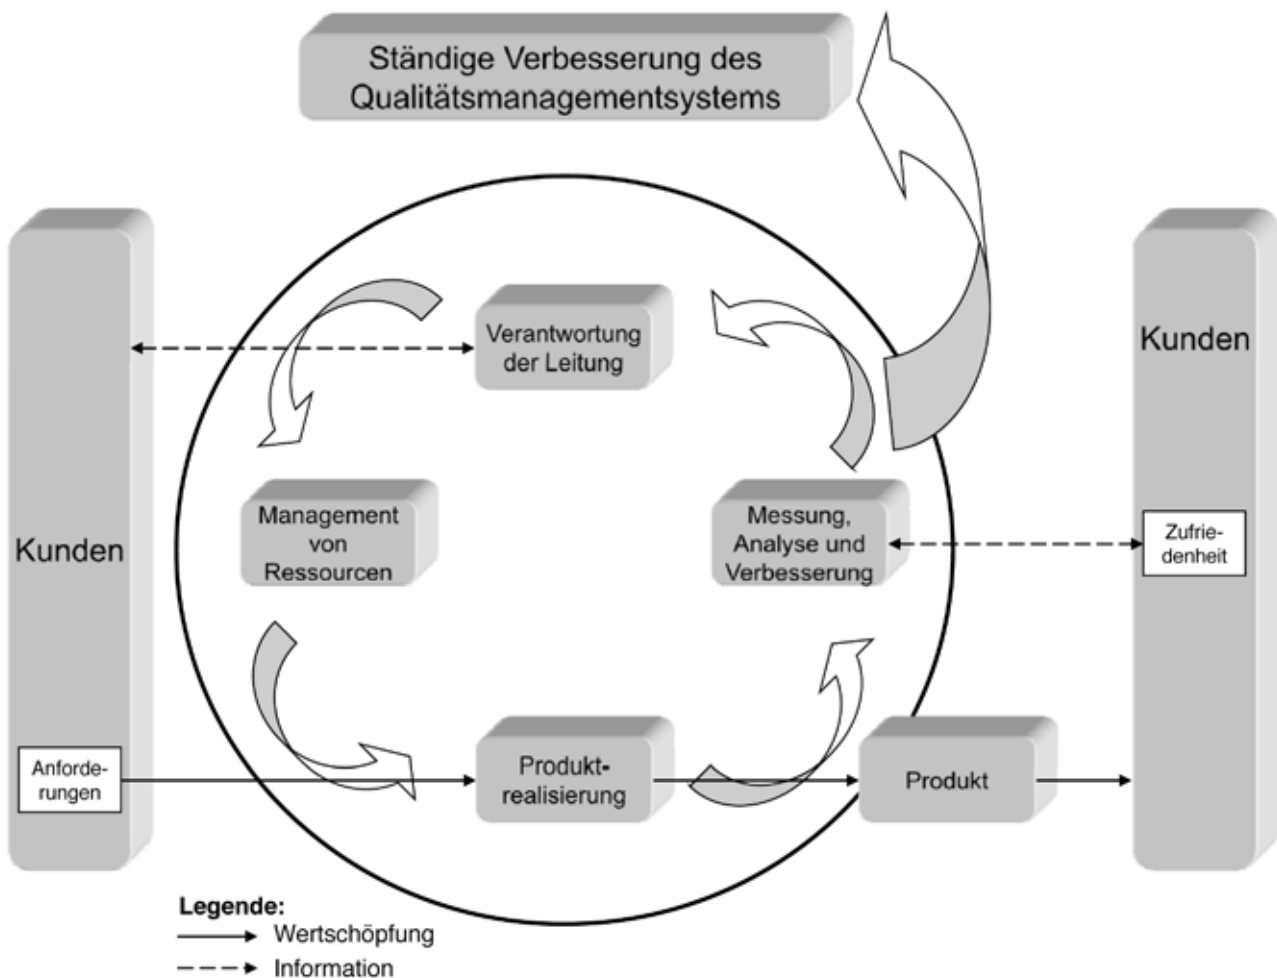 Ständige Verbesserung des
Qualitätsmanagementsystems
Kunden
Anforde-
rungen
Verantwortung
der Leitung
Management
von
Ressourcen
Messung,
Analyse und
Verbesserung
Produkt-
realisierung
Produkt
Kunden
Zufrie-
denheit
Legende:
Wertschöpfung
Information